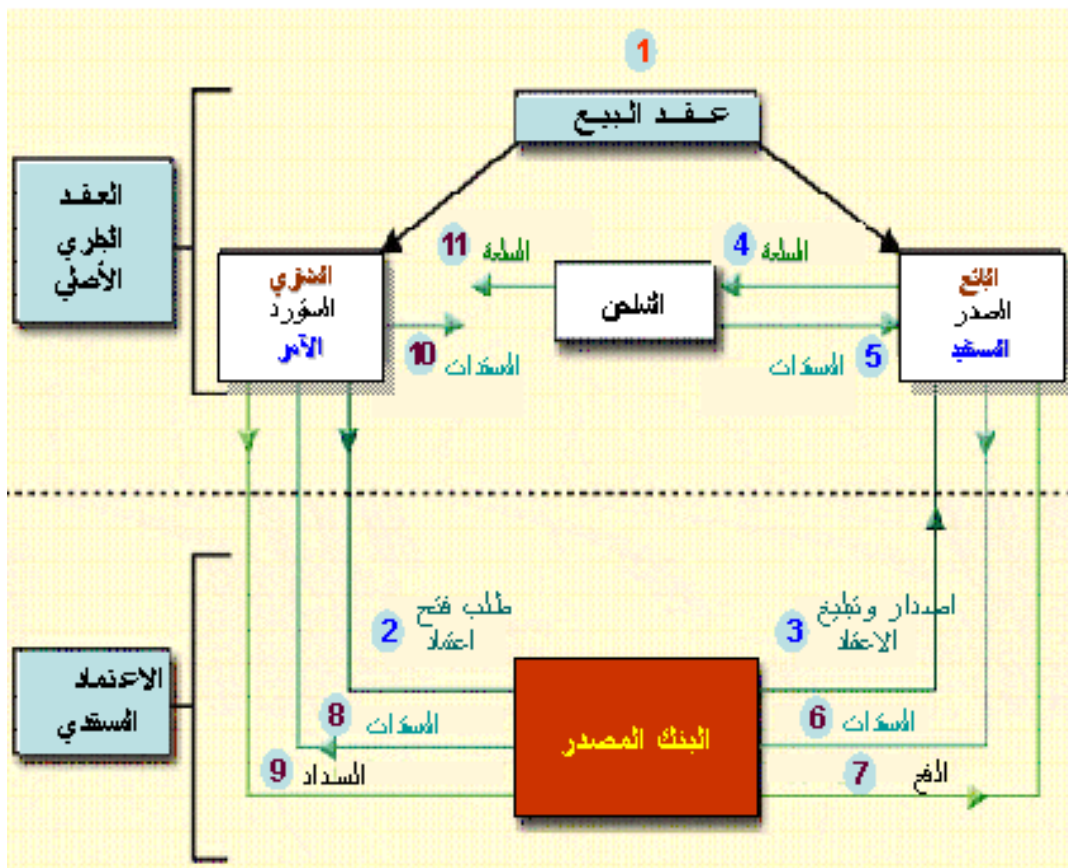 1
عقد البيع
العقد
التجاري
الأصلي
11
السلعة
4
السلعة
المشتري
المستورد
الآمر
الشاحن
البائع
المصدر
المستفيد
10
المستندات
5
المستندات
2
طلب فتح
اعتماد
3
اصدار وتبليغ
الاعتماد
الاعتماد
المستندي
8
المستندات
البنك المصدر
6
المستندات
9
السداد
7
الدفع